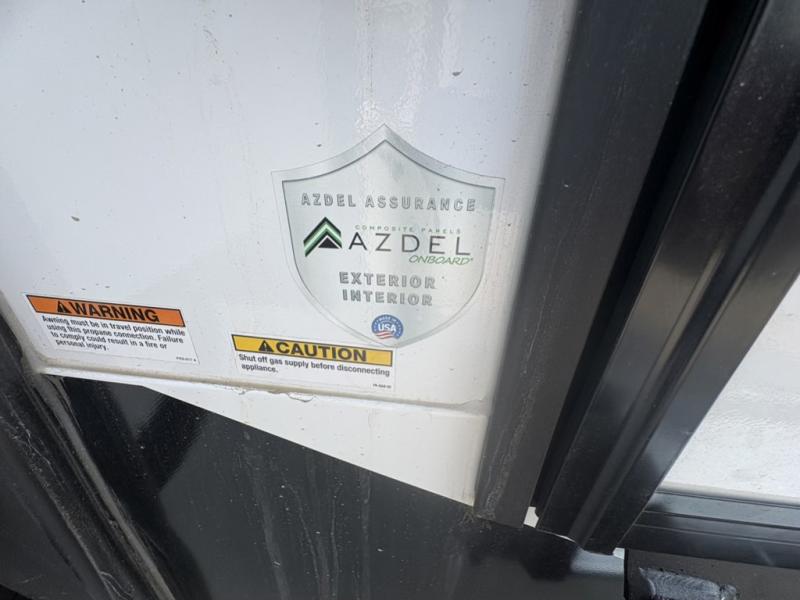 AZDEL ASSURANCE
COMPOSITE PANELS
AZDEL
ONBOARD®
EXTERIOR
INTERIOR
USA
WARNING
Awning must be in travel position while
using this propane connection. Failure
to comply could result in a fire or
personal injury.
CAUTION
Shut off gas supply before disconnecting
appliance.